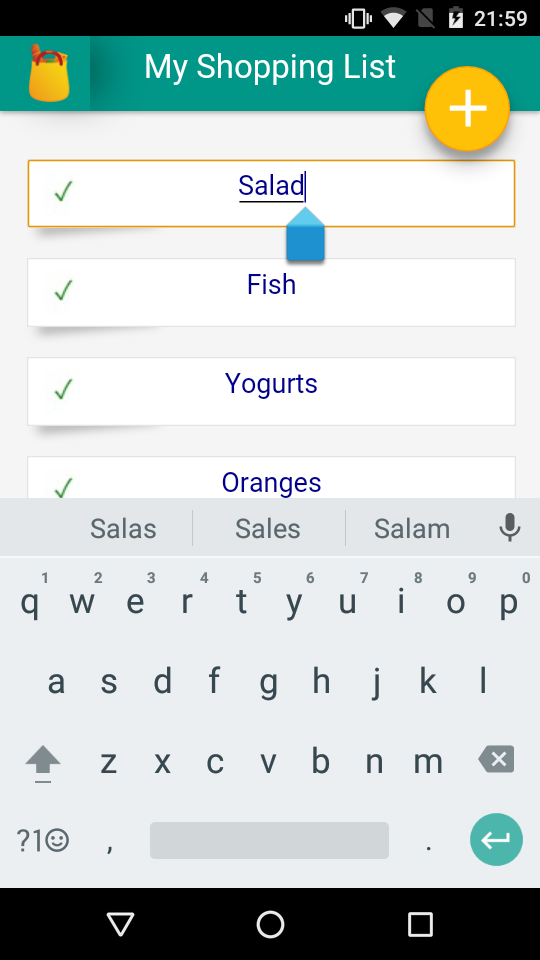 21:59
My Shopping List
Salad
Fish
Yogurts
Oranges
Salas Sales Salam
1 2 3 4 5 6 7 8 9 0
q w e r t y u i o p
a s d f g h j k l
z x c v b n m
?1☺ , .